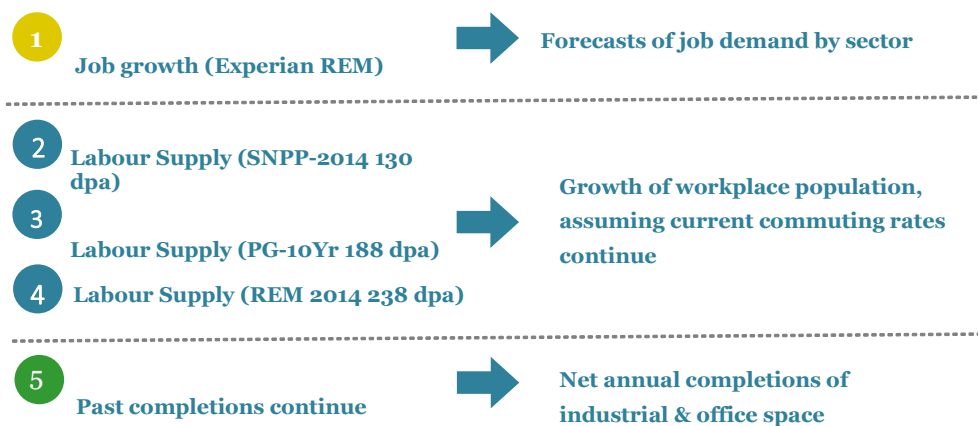 1
Job growth (Experian REM)
Forecasts of job demand by sector
2
Labour Supply (SNPP-2014 130
dpa)
3
Labour Supply (PG-10Yr 188 dpa)
4
Labour Supply (REM 2014 238 dpa)
Growth of workplace population,
assuming current commuting rates
continue
5
Past completions continue
Net annual completions of
industrial & office space